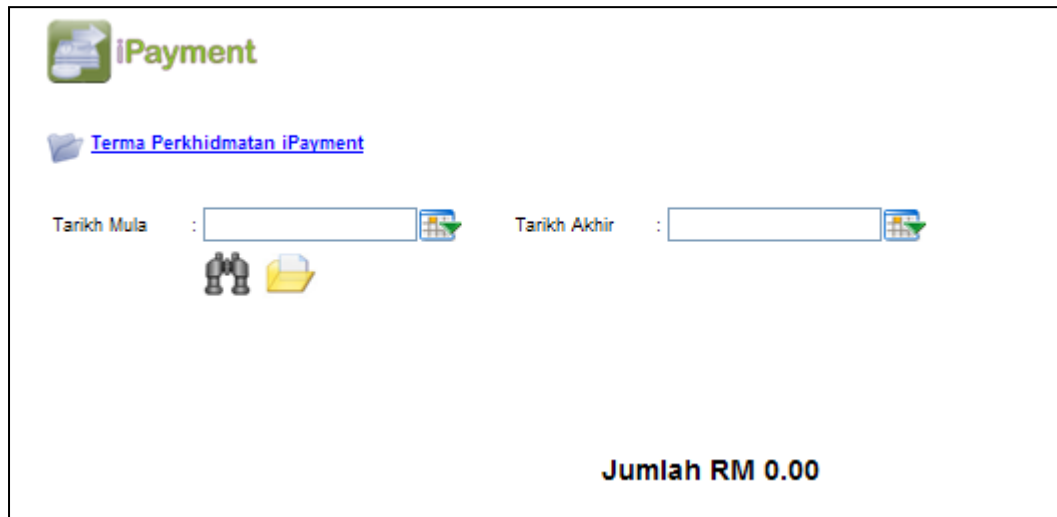 iPayment
Terma Perkhidmatan iPayment
Tarikh Mula : Tarikh Akhir :
Jumlah RM 0.00